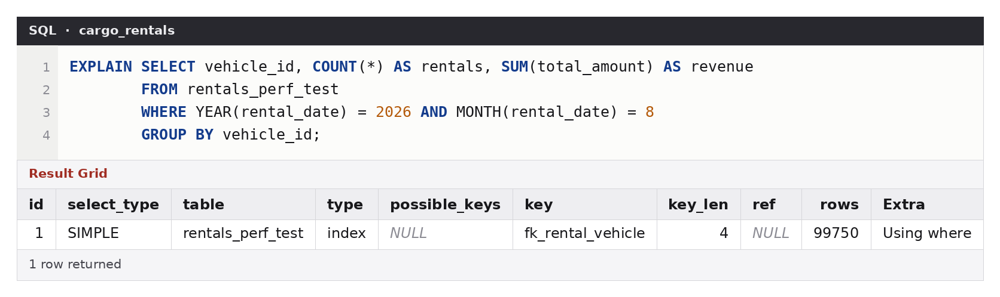 SQL · cargo_rentals
1 EXPLAIN SELECT vehicle_id, COUNT(*) AS rentals, SUM(total_amount) AS revenue
2 FROM rentals_perf_test
3 WHERE YEAR(rental_date) = 2026 AND MONTH(rental_date) = 8
4 GROUP BY vehicle_id;
Result Grid
id select_type table type possible_keys key key_len ref rows Extra
1 SIMPLE rentals_perf_test index NULL fk_rental_vehicle 4 NULL 99750 Using where
1 row returned